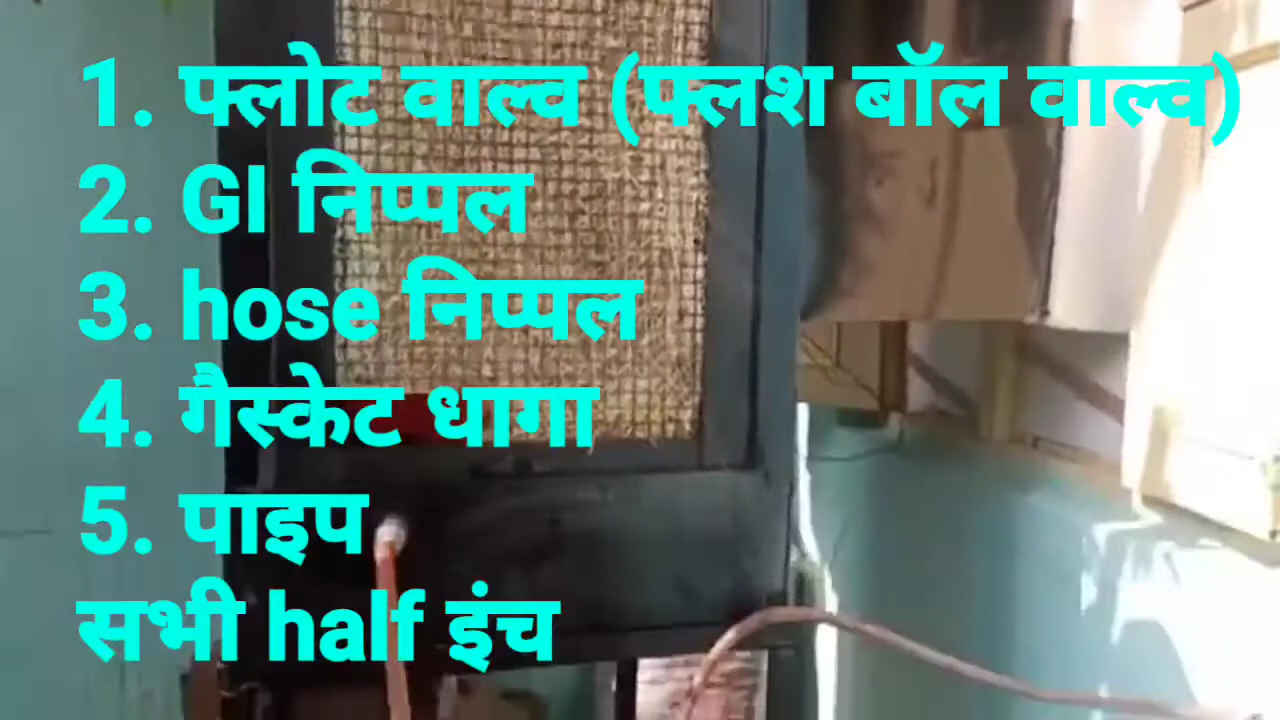 1. फ्लोट वाल्व (फ्लश बॉल वाल्व)
2. GI निप्पल
3. hose निप्पल
4. गैस्केट धागा
5. पाइप
सभी half इंच